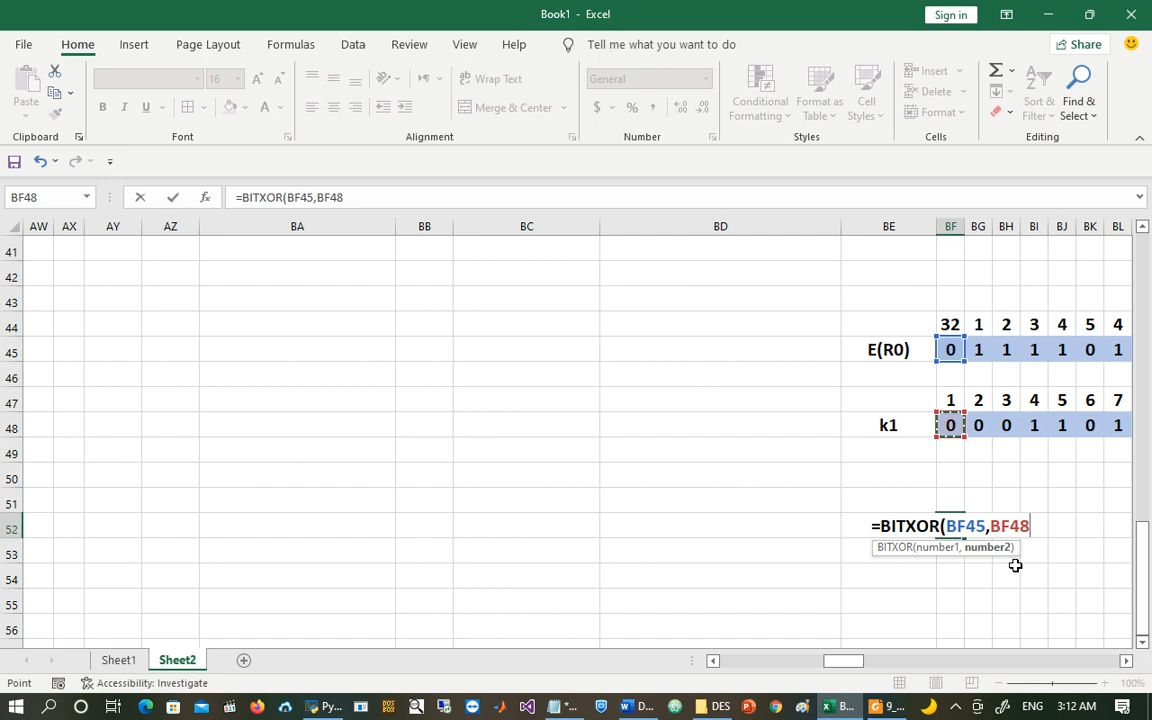 Book1 - Excel
Sign in
File Home Insert Page Layout Formulas Data Review View Help Tell me what you want to do Share
Paste
16
Wrap Text
Merge & Center
General
$ % ,
B I U
Conditional Formatting
Format as Table
Cell Styles
Insert
Delete
Format
Sort & Filter
Find & Select
Clipboard Font Alignment Number Styles Cells Editing
BF48 fx =BITXOR(BF45,BF48
AW AX AY AZ BA BB BC BD BE BF BG BH BI BJ BK BL
41
42
43
44 32 1 2 3 4 5 4
45 E(R0) 0 1 1 1 1 0 1
46
47 1 2 3 4 5 6 7
48 k1 0 0 0 1 1 0 1
49
50
51
52 =BITXOR(BF45,BF48
53 BITXOR(number1, number2)
54
55
56
Sheet1 Sheet2
Point Accessibility: Investigate 100%
Py... *... D... DES B... 9_... ENG 3:12 AM